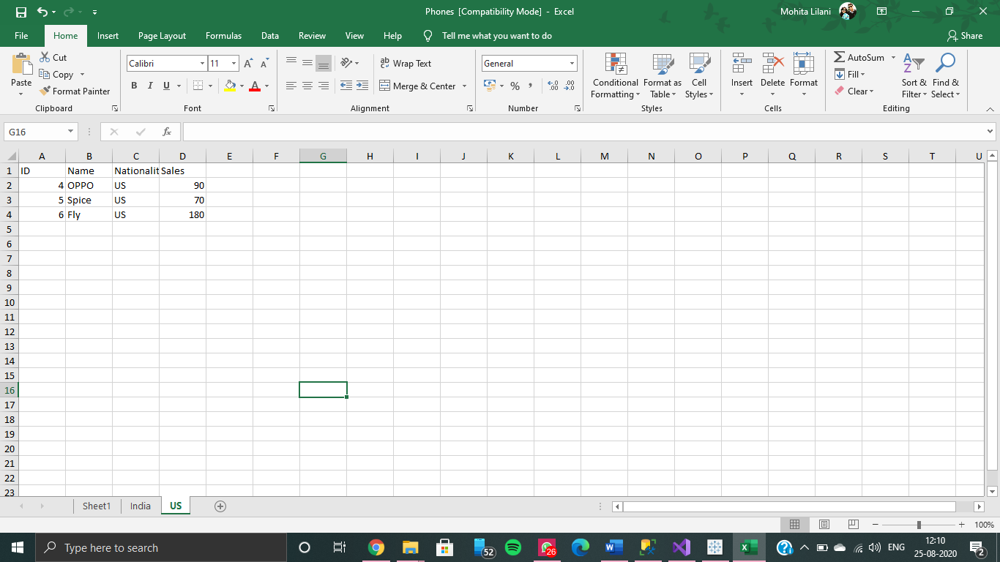 Phones [Compatibility Mode] - Excel
Mohita Lilani
File Home Insert Page Layout Formulas Data Review View Help Tell me what you want to do Share
Paste
Cut
Copy
Format Painter
Clipboard
Calibri 11
B I U A
Font
Wrap Text
Merge & Center
Alignment
General
% , .00 .0
Number
Conditional Formatting
Format as Table
Cell Styles
Styles
Insert Delete Format
Cells
AutoSum
Fill
Clear
Sort & Filter
Find & Select
Editing
G16 fx
A B C D E F G H I J K L M N O P Q R S T U
1 ID Name Nationalit Sales
2 4 OPPO US 90
3 5 Spice US 70
4 6 Fly US 180
5
6
7
8
9
10
11
12
13
14
15
16
17
18
19
20
21
22
23
Sheet1 India US
100%
Type here to search
52
26
ENG
12:10
25-08-2020
2